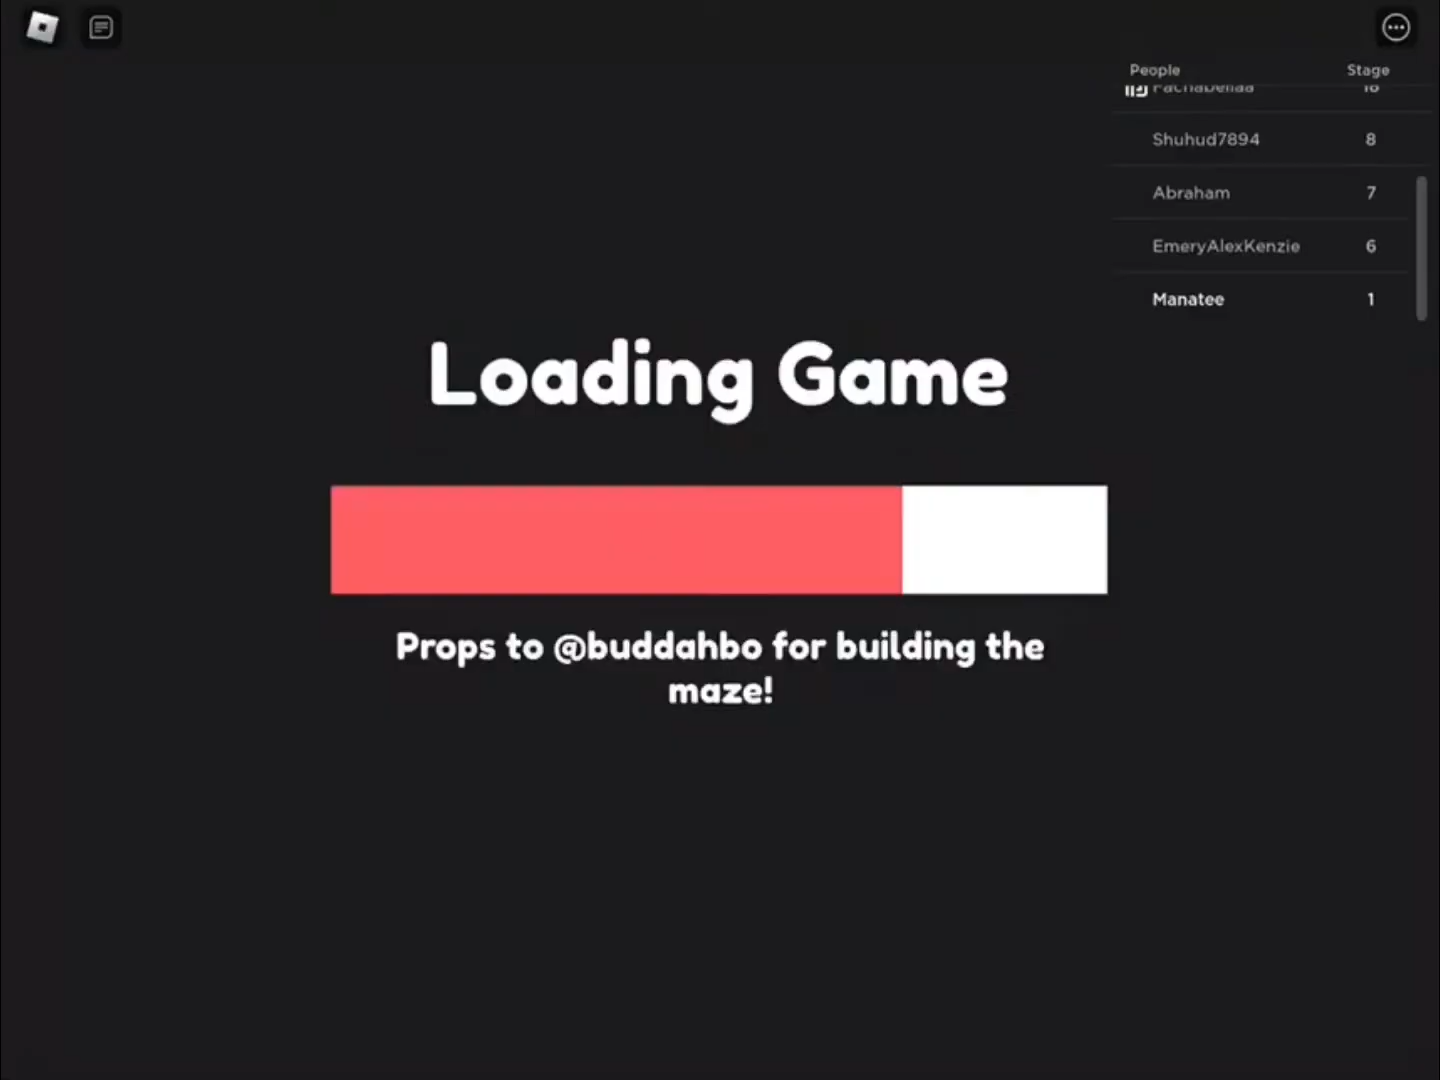 People Stage
Shuhud7894 8
Abraham 7
EmeryAlexKenzie 6
Manatee 1
Loading Game
Props to @buddahbo for building the
maze!